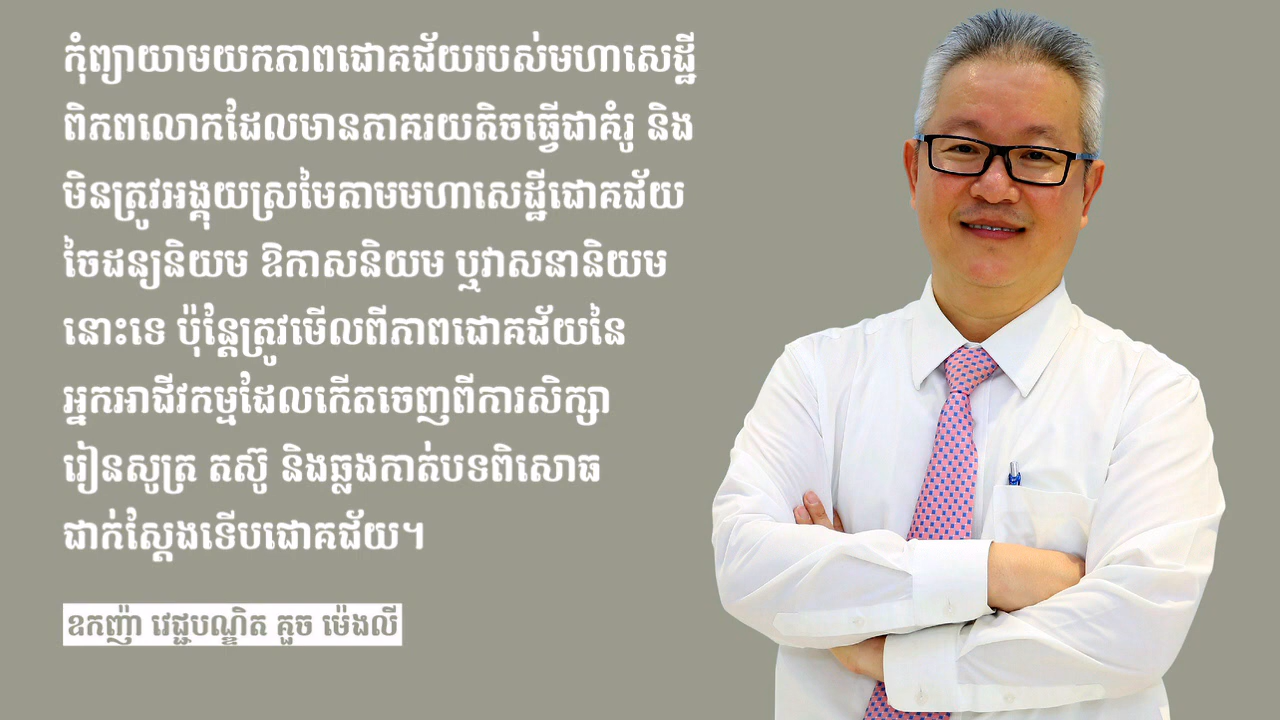 កុំព្យាយាមយកភាពជោគជ័យរបស់មហាសេដ្ឋី
ពិភពលោកដែលមានភាគរយតិចធ្វើជាគំរូ និង
មិនត្រូវអង្គុយស្រមៃតាមមហាសេដ្ឋីជោគជ័យ
ចៃដន្យនិយម ឱកាសនិយម ឬវាសនានិយម
នោះទេ ប៉ុន្តែត្រូវមើលពីភាពជោគជ័យនៃ
អ្នកអាជីវកម្មដែលកើតចេញពីការសិក្សា
រៀនសូត្រ តស៊ូ និងឆ្លងកាត់បទពិសោធ
ជាក់ស្តែងទើបជោគជ័យ។
ឧកញ៉ា វេជ្ជបណ្ឌិត គួច ម៉េងលី